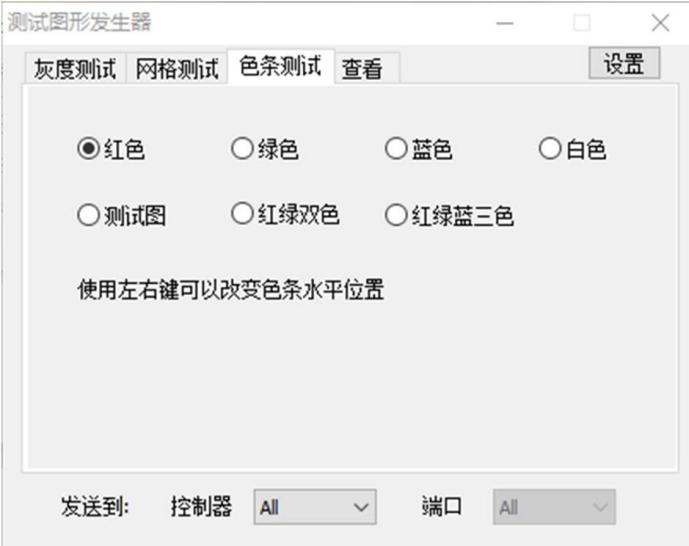 测试图形发生器
灰度测试 网格测试 色条测试 查看 设置
红色 绿色 蓝色 白色
测试图 红绿双色 红绿蓝三色
使用左右键可以改变色条水平位置
发送到: 控制器 All 端口 All